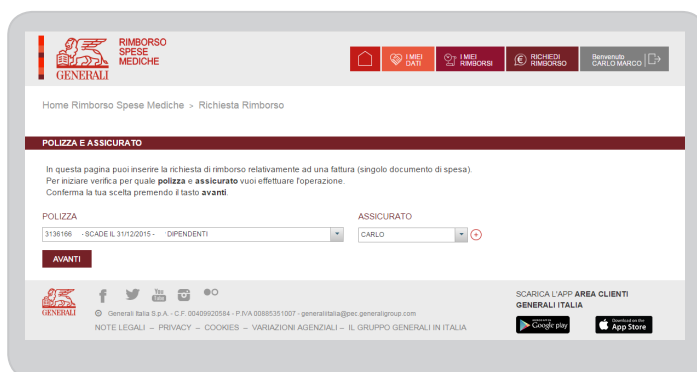 RIMBORSO
SPESE
MEDICHE
GENERALI
I MIEI
DATI
I MIEI
RIMBORSI
RICHIEDI
RIMBORSO
Benvenuto
CARLO MARCO
Home Rimborso Spese Mediche > Richiesta Rimborso
POLIZZA E ASSICURATO
In questa pagina puoi inserire la richiesta di rimborso relativamente ad una fattura (singolo documento di spesa).
Per iniziare verifica per quale polizza e assicurato vuoi effettuare l'operazione.
Conferma la tua scelta premendo il tasto avanti.
POLIZZA
ASSICURATO
3136166 - SCADE IL 31/12/2015 - DIPENDENTI
CARLO
AVANTI
GENERALI
You Tube
SCARICA L'APP AREA CLIENTI
GENERALI ITALIA
Generali Italia S.p.A. - C.F. 00409920584 - P.IVA 00885351007 - generaliitalia@pec.generaligroup.com
NOTE LEGALI – PRIVACY – COOKIES – VARIAZIONI AGENZIALI – IL GRUPPO GENERALI IN ITALIA
Google play
Download on the
App Store